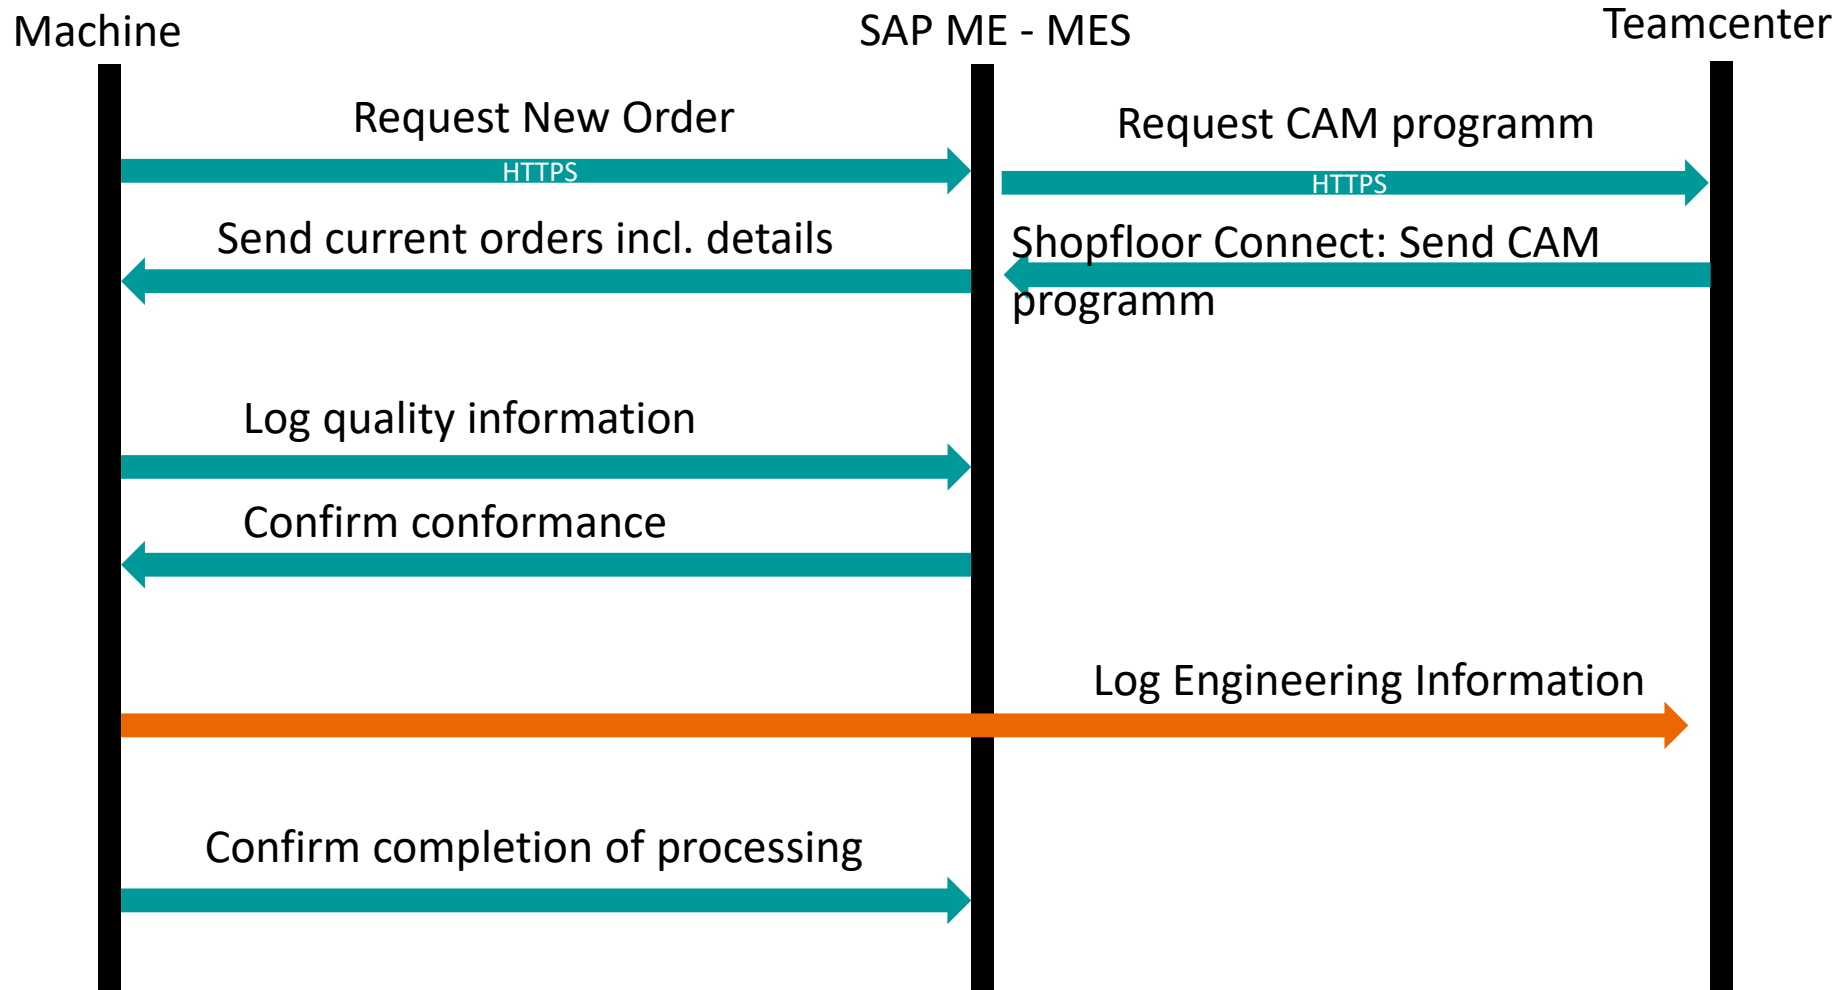 Machine
SAP ME - MES
Teamcenter
Request New Order
Request CAM programm
HTTPS
HTTPS
Send current orders incl. details
Shopfloor Connect: Send CAM
programm
Log quality information
Confirm conformance
Log Engineering Information
Confirm completion of processing